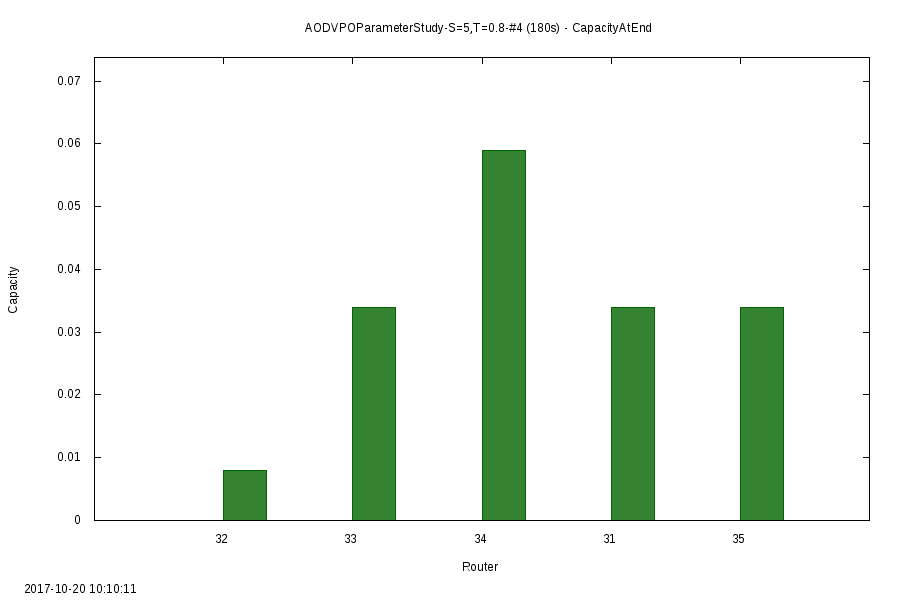 AODVPOParameterStudy-S=5,T=0.8-#4 (180s) - CapacityAtEnd
0.07
0.06
0.05
0.04
0.03
0.02
0.01
0
Capacity
32 33 34 31 35
Router
2017-10-20 10:10:11